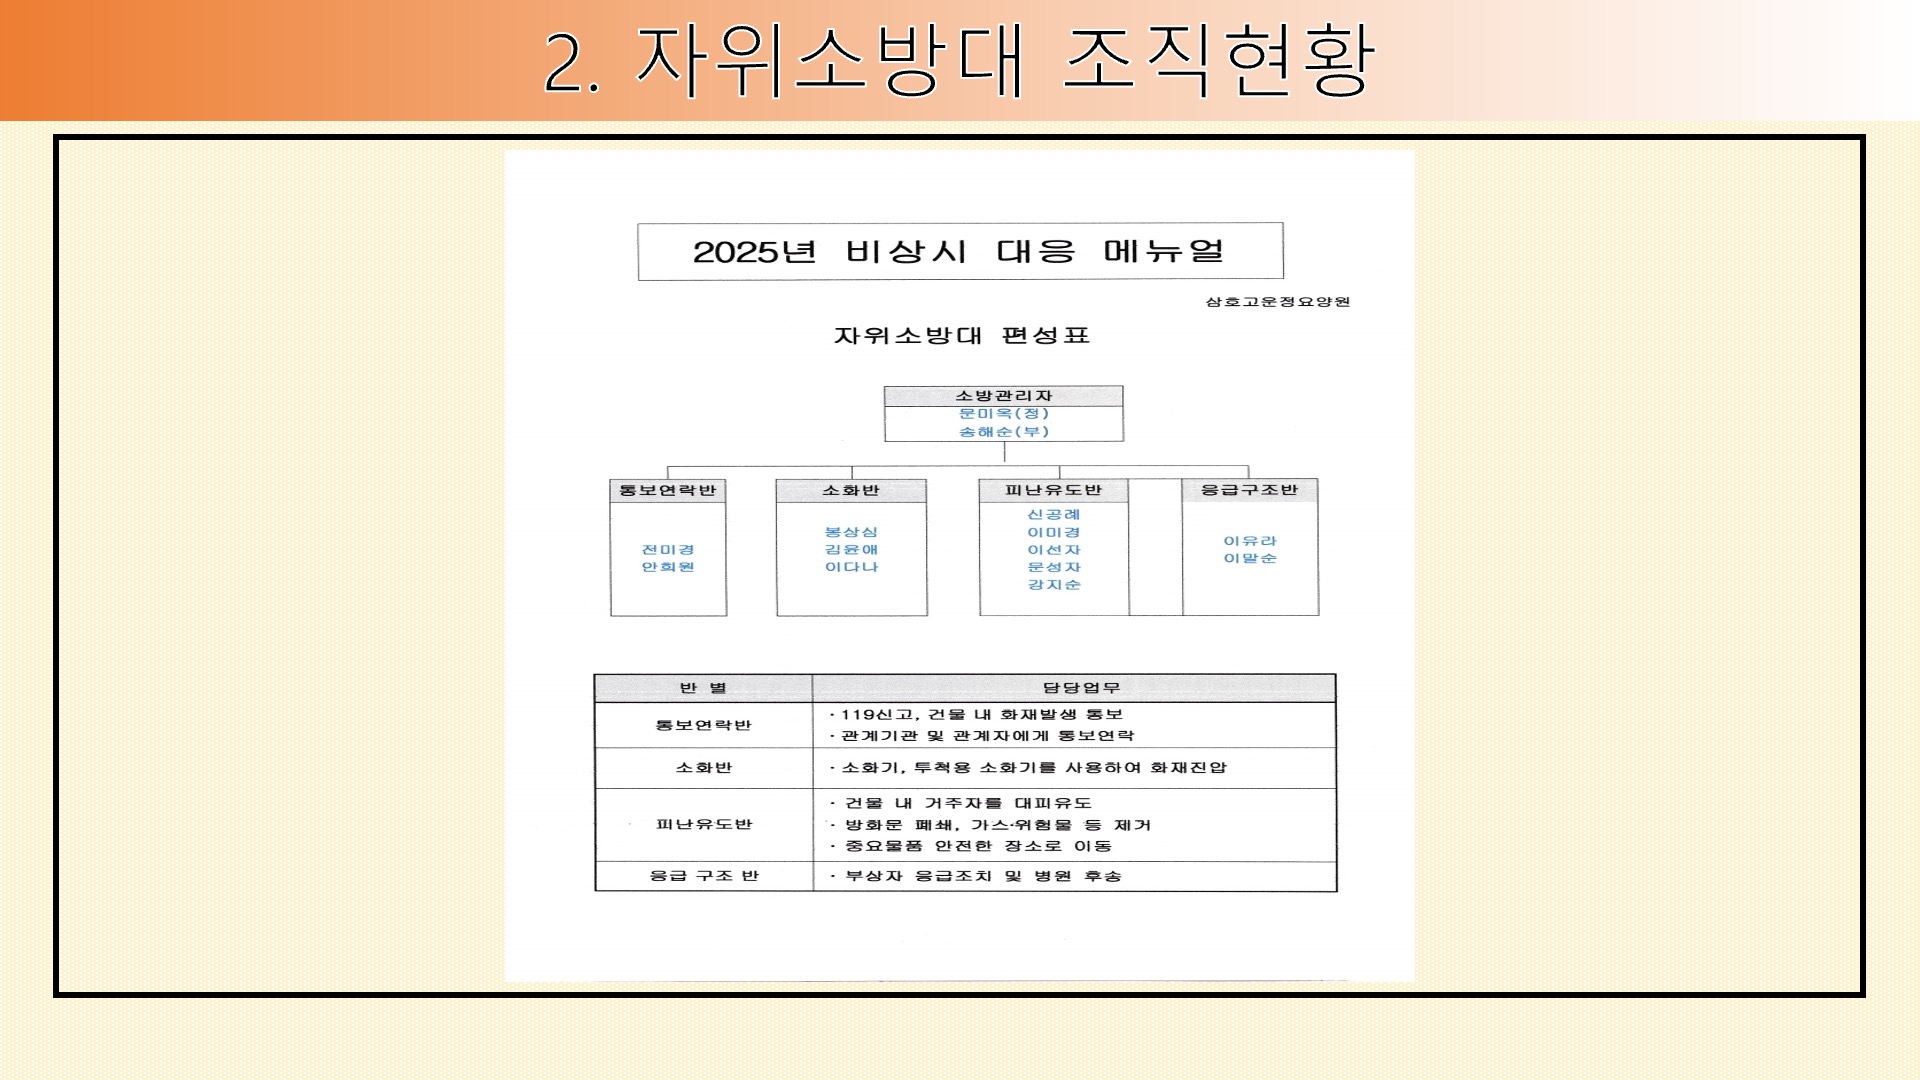 2. 자위소방대 조직현황
2025년 비상시 대응 메뉴얼
삼호고운정요양원
자위소방대 편성표
소방관리자
문미옥(정)
송해순(부)
통보연락반
전미경
안희원
소화반
봉상심
김윤애
이다나
피난유도반
신공례
이미경
이선자
문성자
강지순
응급구조반
이유라
이말순
반 별 담당업무
통보연락반
· 119신고, 건물 내 화재발생 통보
· 관계기관 및 관계자에게 통보연락
소화반
· 소화기, 투척용 소화기를 사용하여 화재진압
피난유도반
· 건물 내 거주자를 대피유도
· 방화문 폐쇄, 가스·위험물 등 제거
· 중요물품 안전한 장소로 이동
응급 구조 반
· 부상자 응급조치 및 병원 후송